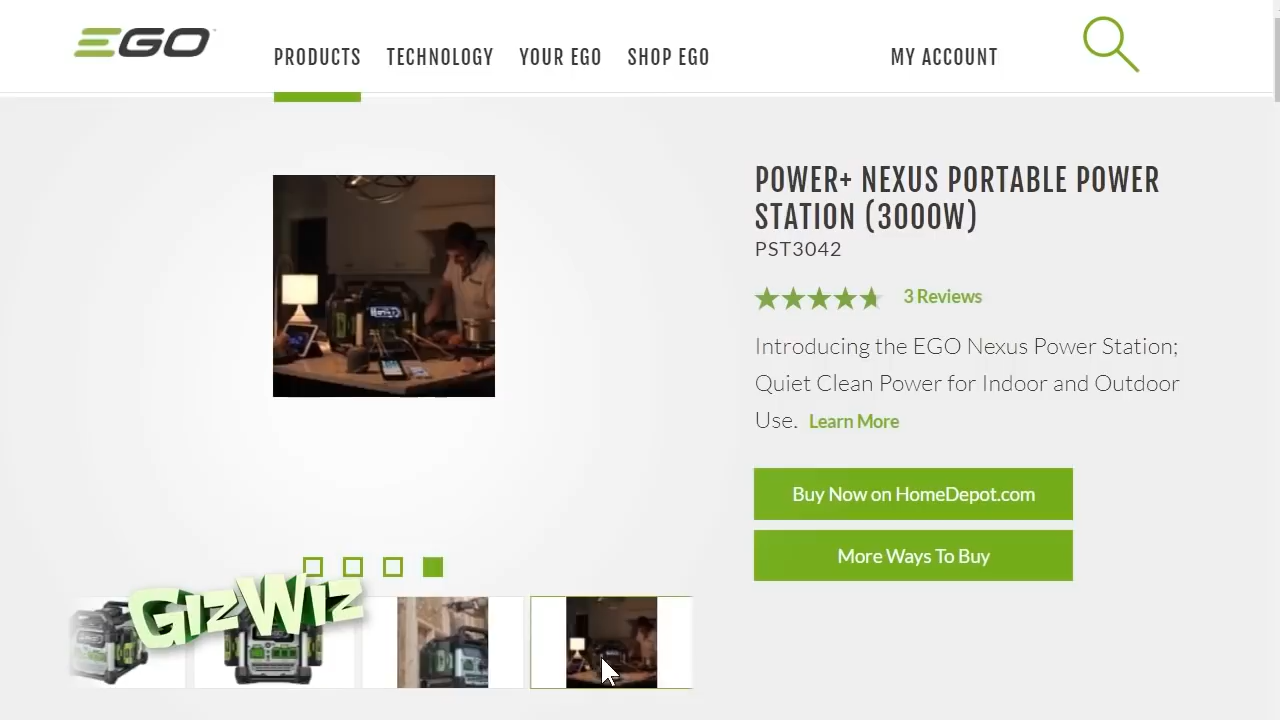 EGO
PRODUCTS TECHNOLOGY YOUR EGO SHOP EGO MY ACCOUNT
POWER+ NEXUS PORTABLE POWER
STATION (3000W)
PST3042
3 Reviews
Introducing the EGO Nexus Power Station;
Quiet Clean Power for Indoor and Outdoor
Use. Learn More
Buy Now on HomeDepot.com
More Ways To Buy
GizWiz